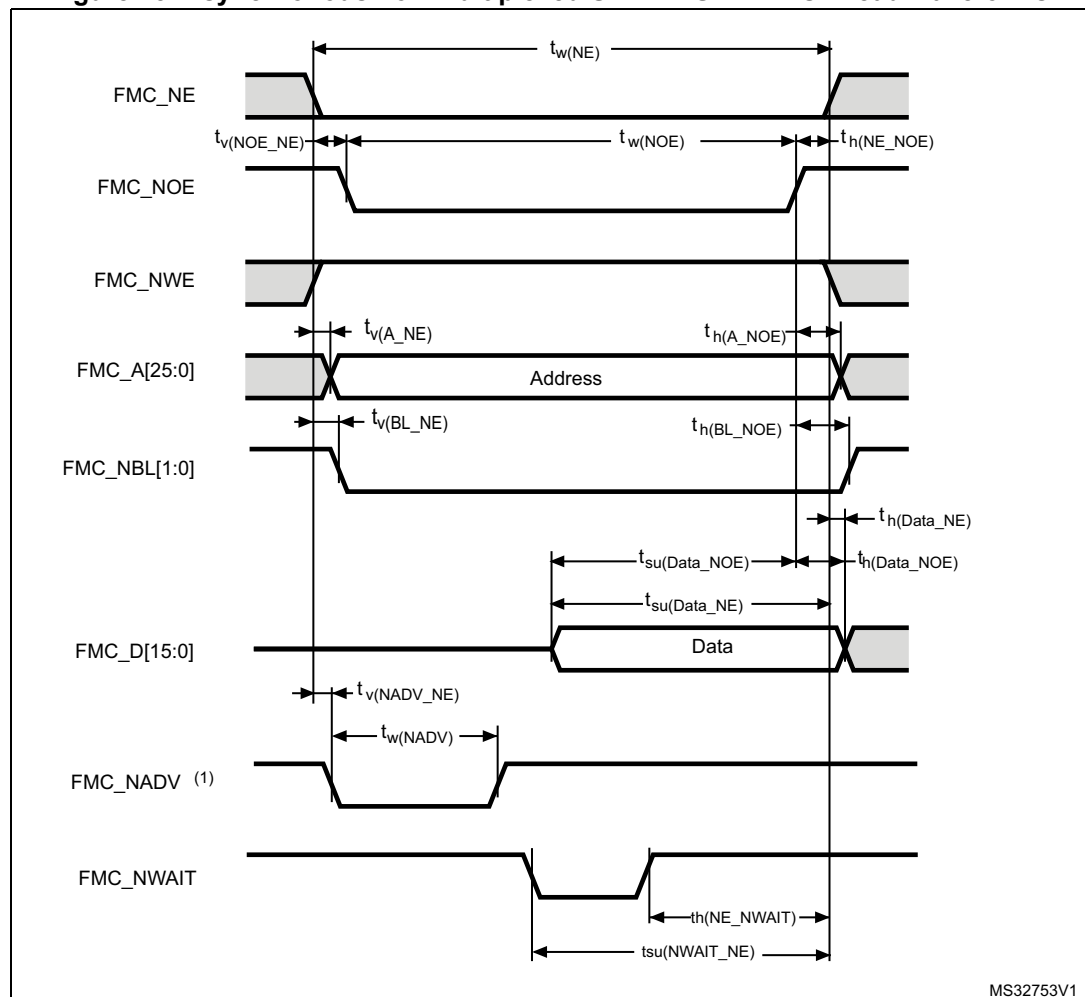 tw(NE)
FMC_NE
tv(NOE_NE)
tw(NOE)
th(NE_NOE)
FMC_NOE
FMC_NWE
tv(A_NE)
th(A_NOE)
FMC_A[25:0]
Address
tv(BL_NE)
th(BL_NOE)
FMC_NBL[1:0]
th(Data_NE)
tsu(Data_NOE)
th(Data_NOE)
tsu(Data_NE)
FMC_D[15:0]
Data
tv(NADV_NE)
tw(NADV)
FMC_NADV (1)
FMC_NWAIT
th(NE_NWAIT)
tsu(NWAIT_NE)
MS32753V1